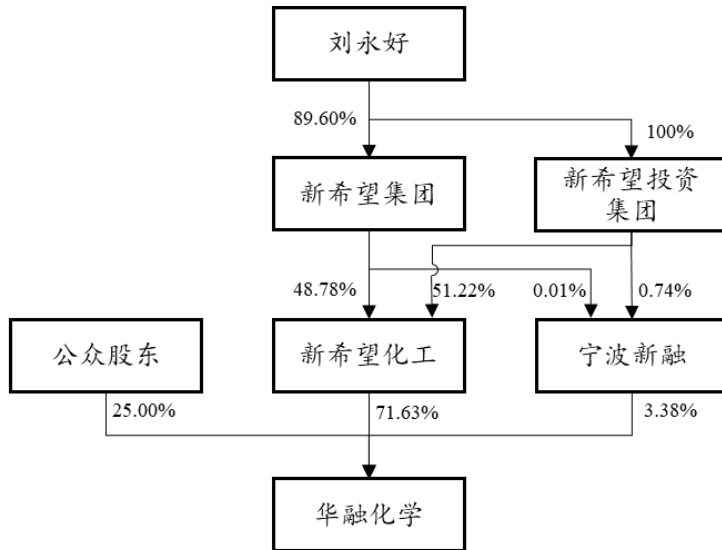 刘永好
89.60%
100%
新希望集团
新希望投资
集团
48.78%
51.22%
0.01%
0.74%
公众股东
新希望化工
宁波新融
25.00%
71.63%
3.38%
华融化学